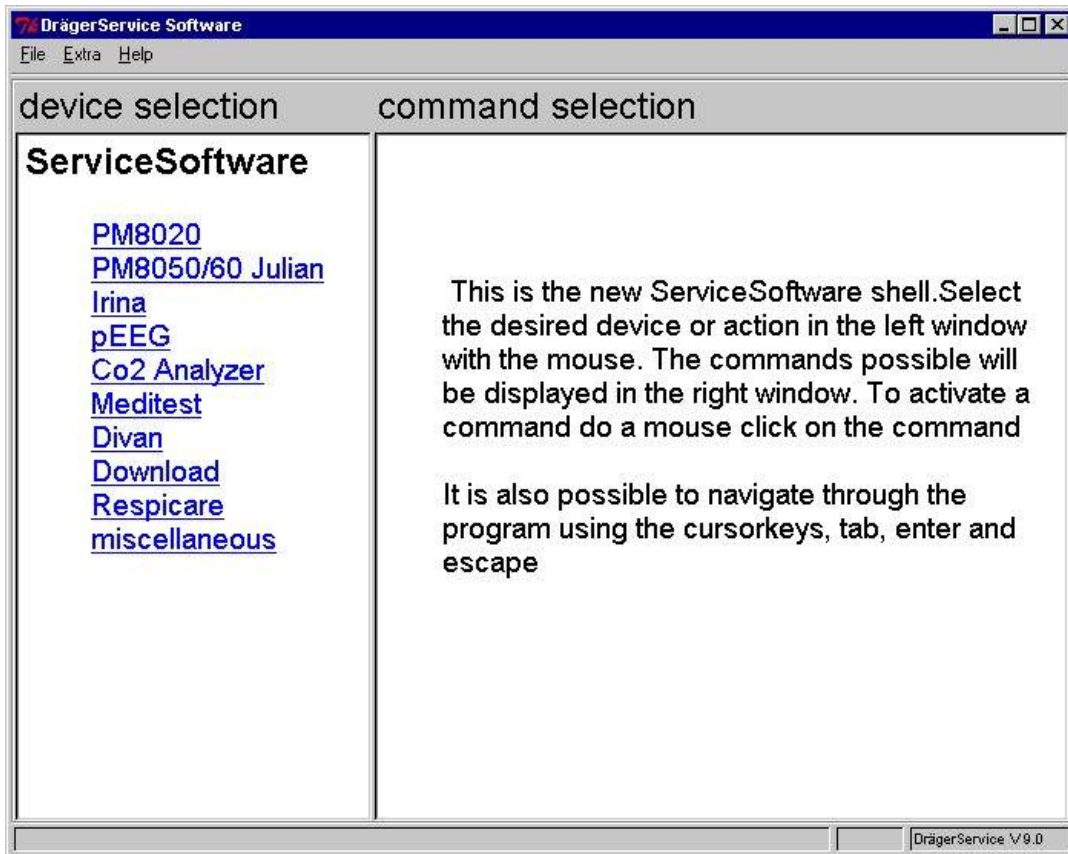 DrägerService Software
File Extra Help
device selection
command selection
ServiceSoftware
PM8020
PM8050/60 Julian
Irina
pEEG
Co2 Analyzer
Meditest
Divan
Download
Respicare
miscellaneous
This is the new ServiceSoftware shell.Select
the desired device or action in the left window
with the mouse. The commands possible will
be displayed in the right window. To activate a
command do a mouse click on the command
It is also possible to navigate through the
program using the cursorkeys, tab, enter and
escape
DrägerService V9.0